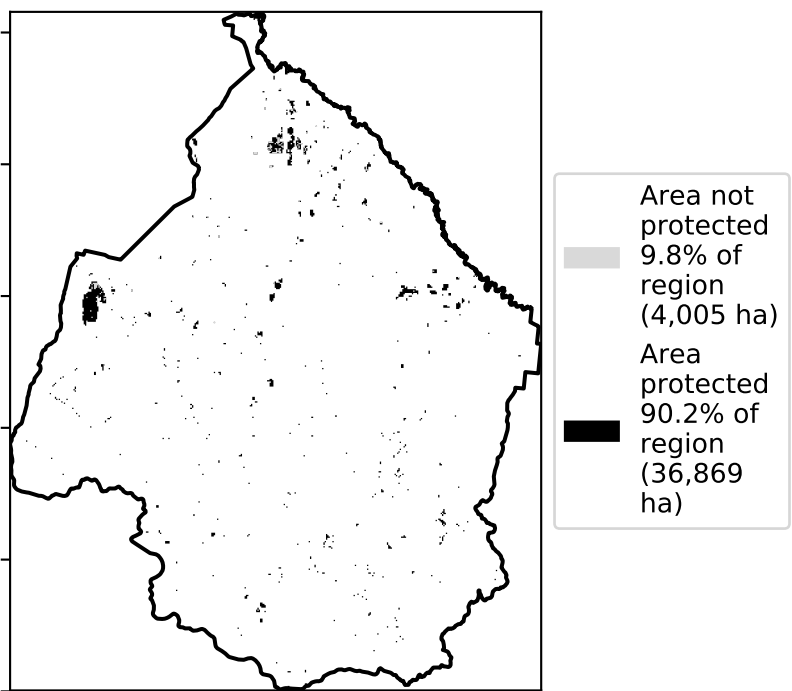 Area not
protected
9.8% of
region
(4,005 ha)
Area
protected
90.2% of
region
(36,869
ha)